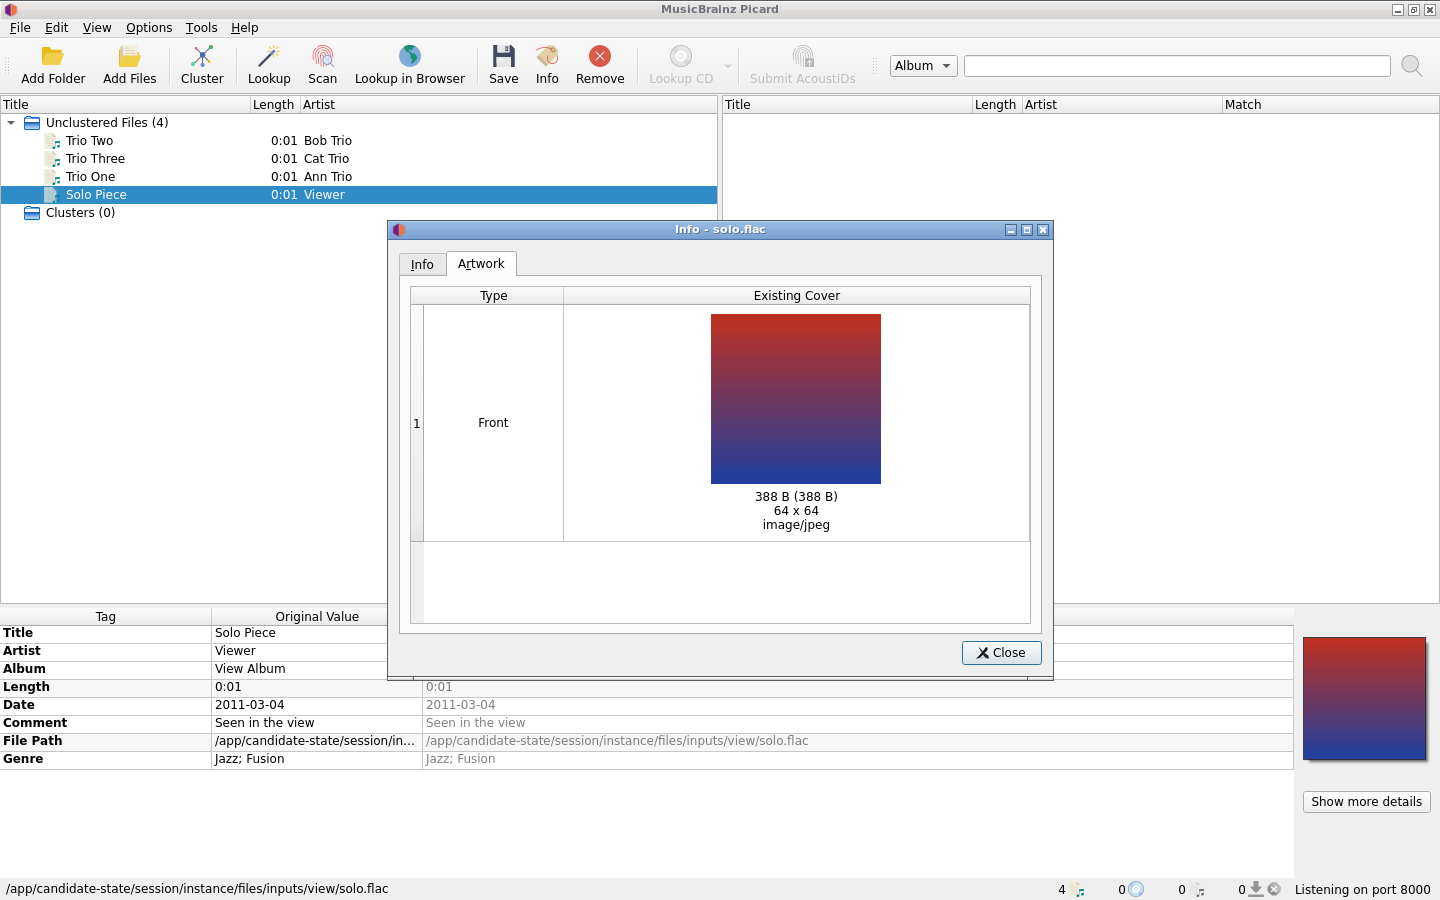 MusicBrainz Picard
File Edit View Options Tools Help
Add Folder Add Files Cluster Lookup Scan Lookup in Browser Save Info Remove Lookup CD Submit AcoustIDs Album
Title Length Artist Title Length Artist Match
Unclustered Files (4)
Trio Two 0:01 Bob Trio
Trio Three 0:01 Cat Trio
Trio One 0:01 Ann Trio
Solo Piece 0:01 Viewer
Clusters (0)
Info - solo.flac
Info Artwork
Type Existing Cover
1 Front
388 B (388 B)
64 x 64
image/jpeg
Close
Tag Original Value
Title Solo Piece
Artist Viewer
Album View Album
Length 0:01 0:01
Date 2011-03-04 2011-03-04
Comment Seen in the view Seen in the view
File Path /app/candidate-state/session/in... /app/candidate-state/session/instance/files/inputs/view/solo.flac
Genre Jazz; Fusion Jazz; Fusion
Show more details
/app/candidate-state/session/instance/files/inputs/view/solo.flac 4 0 0 0 Listening on port 8000